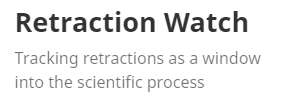 Retraction Watch
Tracking retractions as a window
into the scientific process